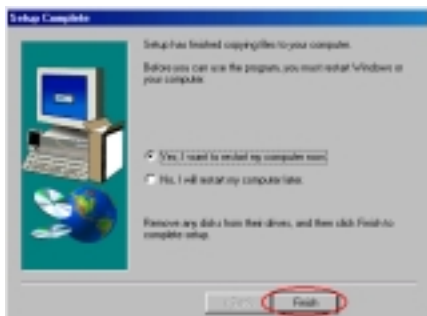 Setup Complete
Setup has finished copying files to your computer.
Before you can use the program, you must restart Windows or
your computer.
Yes, I want to restart my computer now.
No, I will restart my computer later.
Remove any disks from their drives, and then click Finish to
complete setup.
Finish